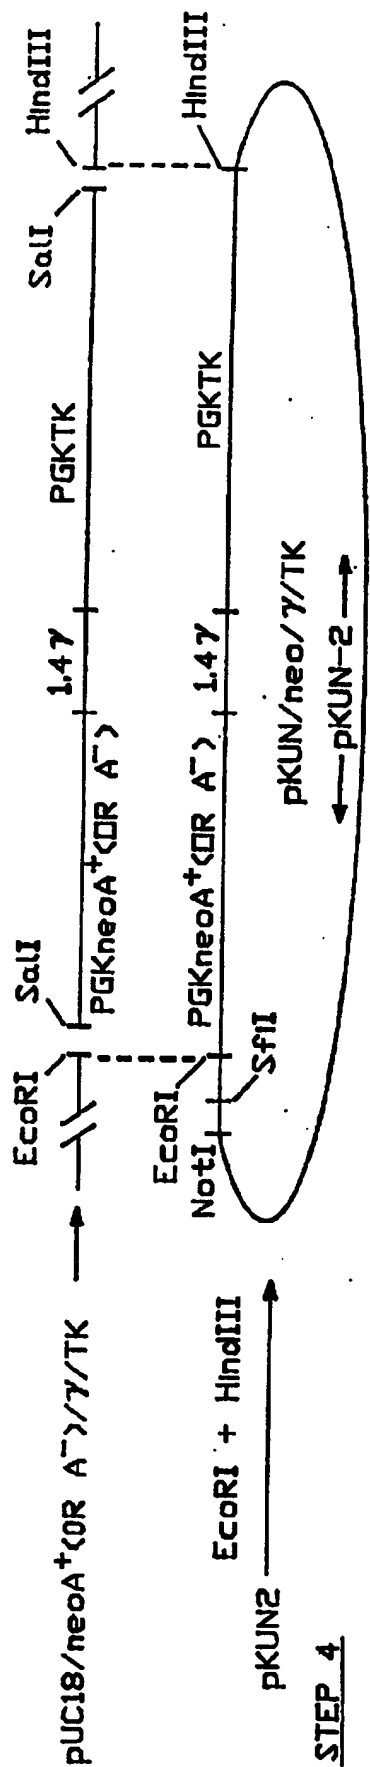 pUC18/neoA+(OR A-)/γ/TK
EcoRI SalI SalI HindIII
PGKneoA+(OR A-) 1.4γ PGKTK
pKUN2 EcoRI + HindIII
NotI EcoRI HindIII
SfiI
PGKneoA+(OR A-) 1.4γ PGKTK
pKUN/neo/γ/TK
pKUN-2
STEP 4